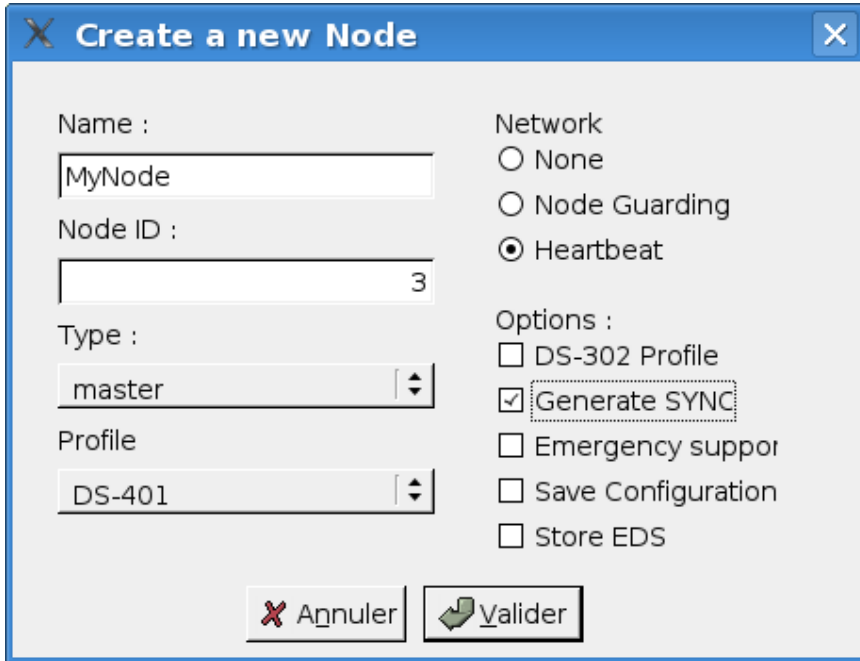 Create a new Node
Name :
MyNode
Node ID :
3
Type :
master
Profile
DS-401
Network
None
Node Guarding
Heartbeat
Options :
DS-302 Profile
Generate SYNC
Emergency suppor
Save Configuration
Store EDS
Annuler
Valider